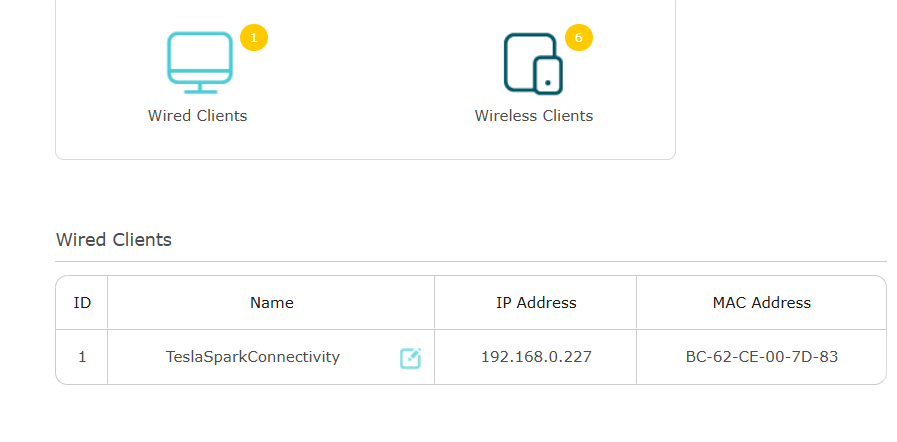 1
6
Wired Clients
Wireless Clients
Wired Clients
ID Name IP Address MAC Address
1 TeslaSparkConnectivity 192.168.0.227 BC-62-CE-00-7D-83